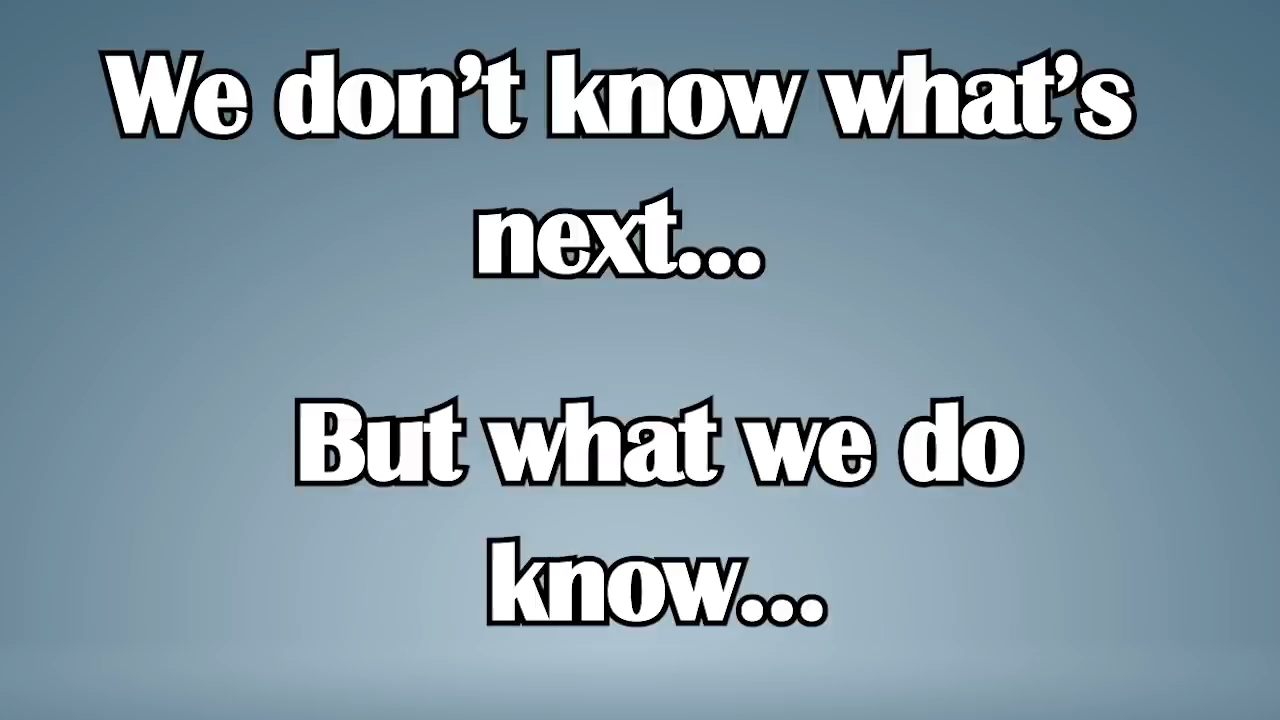 We don’t know what’s
next...
But what we do
know...